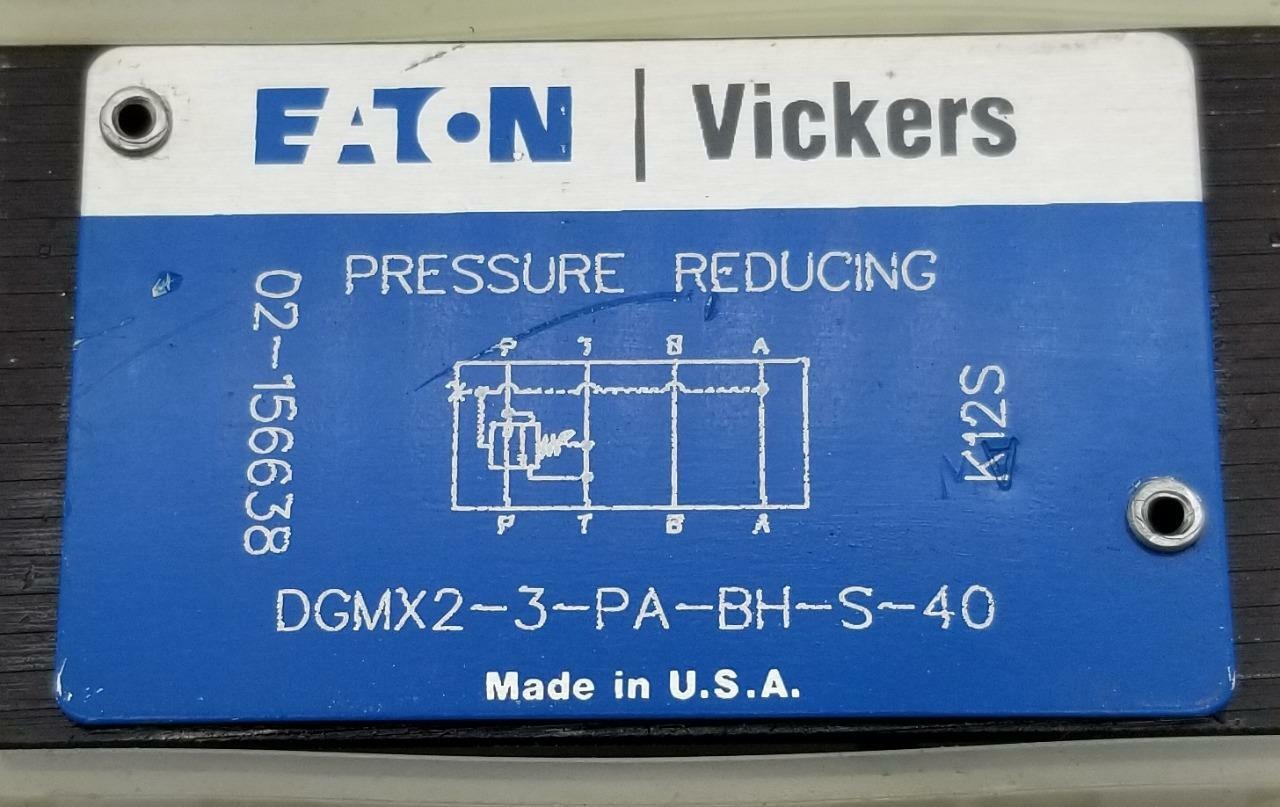 EATON | Vickers
PRESSURE REDUCING
02-156638
P T B A
K12S
P T B A
DGMX2-3-PA-BH-S-40
Made in U.S.A.